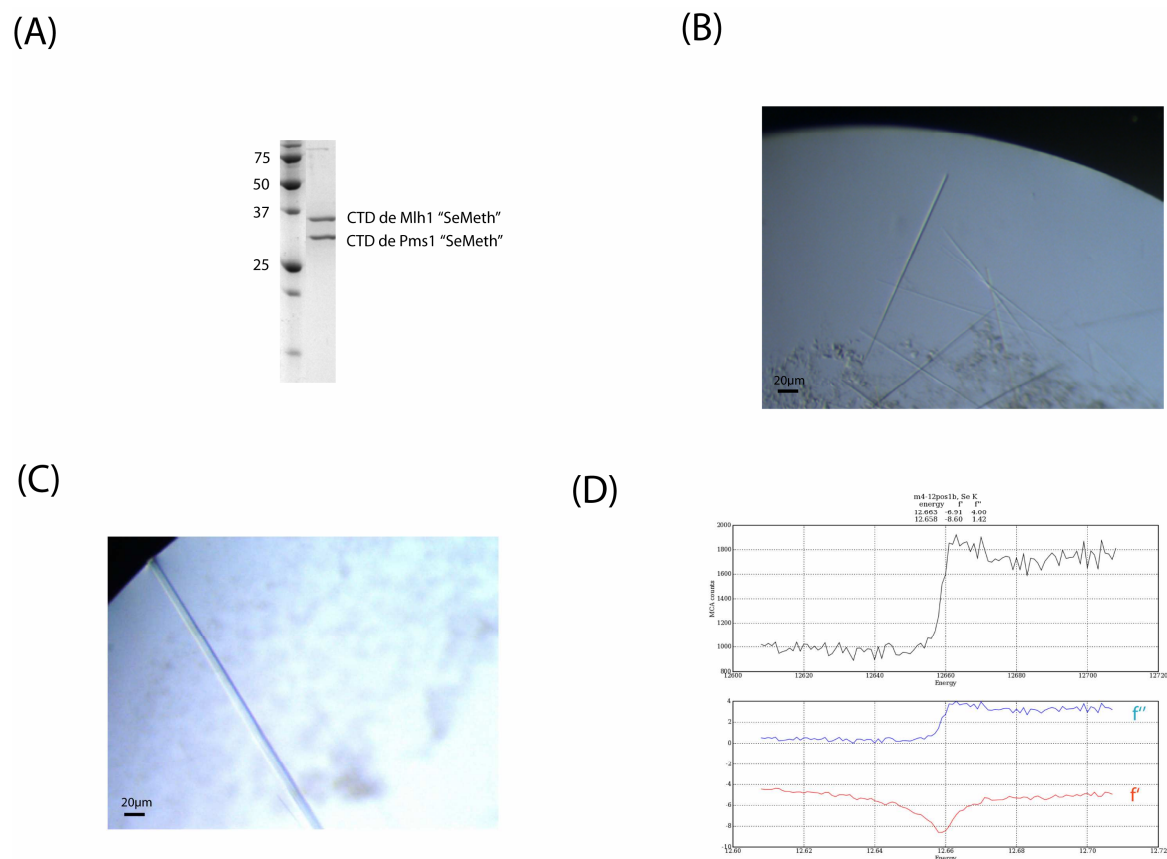 (A)
75
50
37
25
CTD de Mlh1 “SeMeth”
CTD de Pms1 “SeMeth”
(B)
20µm
(C)
20µm
(D)
m4-12pos1b, Se K
energy f' f''
12.663 -6.91 4.00
12.658 -8.60 1.42
2000
1800
1600
1400
1200
1000
800
MCA counts
12600 12620 12640 12660 12680 12700 12720
Energy
4
2
0
-2
-4
-6
-8
-10
f''
f'
12.60 12.62 12.64 12.66 12.68 12.70 12.72
Energy